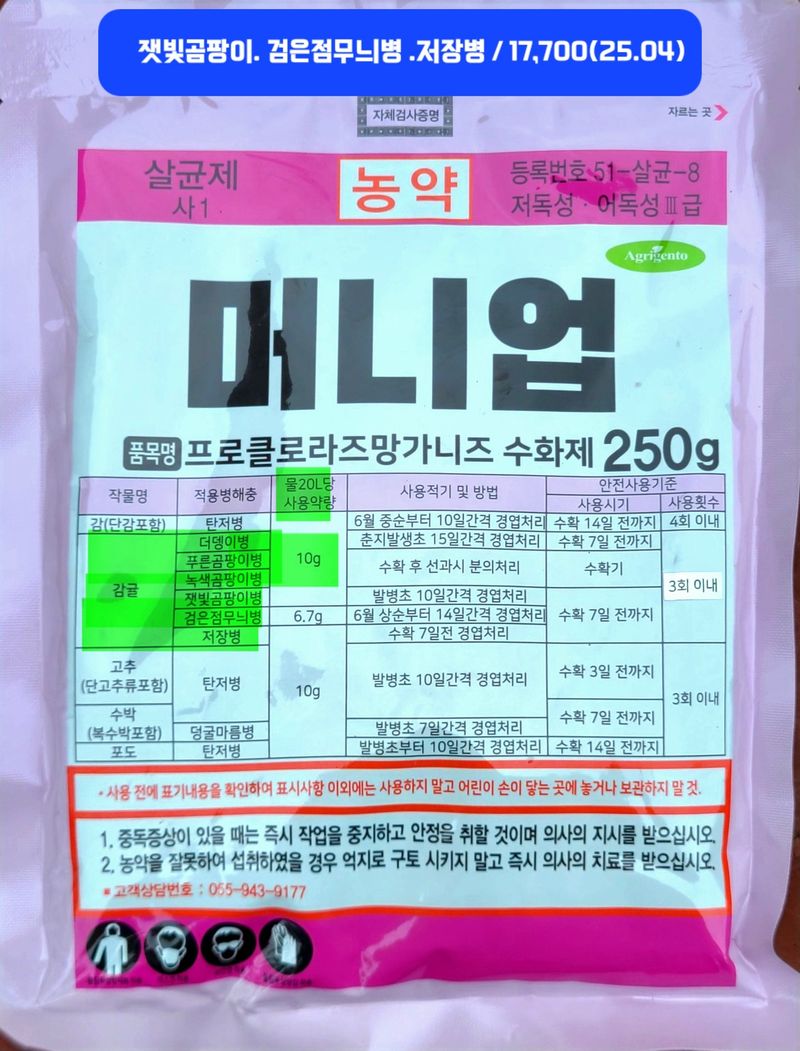 잿빛곰팡이. 검은점무늬병 .저장병 / 17,700(25.04)
자체검사증명
자르는 곳
살균제
사1
농약
등록번호 51-살균-8
저독성 · 어독성Ⅲ급
Agrigento
머니업
품목명 프로클로라즈망가니즈 수화제 250g
작물명 적용병해충 물20L당 사용약량 사용적기 및 방법 안전사용기준
사용시기 사용횟수
감(단감포함) 탄저병 6월 중순부터 10일간격 경엽처리 수확 14일 전까지 4회 이내
감귤 더뎅이병 10g 춘지발생초 15일간격 경엽처리 수확 7일 전까지 3회 이내
푸른곰팡이병 수확 후 선과시 분의처리 수확기
녹색곰팡이병
잿빛곰팡이병 발병초 10일간격 경엽처리 수확 7일 전까지
검은점무늬병 6.7g 6월 상순부터 14일간격 경엽처리
저장병 10g 수확 7일전 경엽처리
고추
(단고추류포함) 탄저병 발병초 10일간격 경엽처리 수확 3일 전까지 3회 이내
수박
(복수박포함) 수확 7일 전까지
덩굴마름병 발병초 7일간격 경엽처리
포도 탄저병 발병초부터 10일간격 경엽처리 수확 14일 전까지
• 사용 전에 표기내용을 확인하여 표시사항 이외에는 사용하지 말고 어린이 손이 닿는 곳에 놓거나 보관하지 말 것.
1. 중독증상이 있을 때는 즉시 작업을 중지하고 안정을 취할 것이며 의사의 지시를 받으십시오.
2. 농약을 잘못하여 섭취하였을 경우 억지로 구토 시키지 말고 즉시 의사의 치료를 받으십시오.
■ 고객상담번호 : 055-943-9177